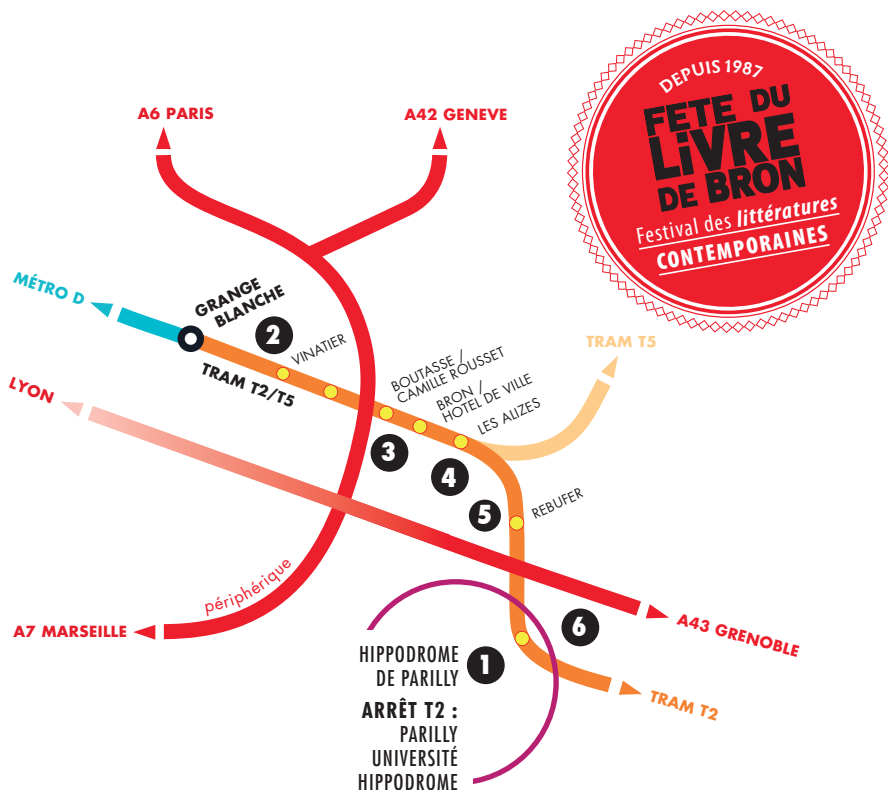 DEPUIS 1987
FETE DU
LiVRE
DE BRON
Festival des littératures
CONTEMPORAINES
A6 PARIS
A42 GENEVE
MÉTRO D
GRANGE
BLANCHE
2
VINATIER
TRAM T2/T5
TRAM T5
LYON
BOUTASSE /
CAMILLE ROUSSET
BRON /
HOTEL DE VILLE
LES ALIZES
3
4
5
REBUFER
périphérique
A7 MARSEILLE
6
A43 GRENOBLE
HIPPODROME
DE PARILLY
1
ARRÊT T2 :
PARILLY
UNIVERSITÉ
HIPPODROME
TRAM T2